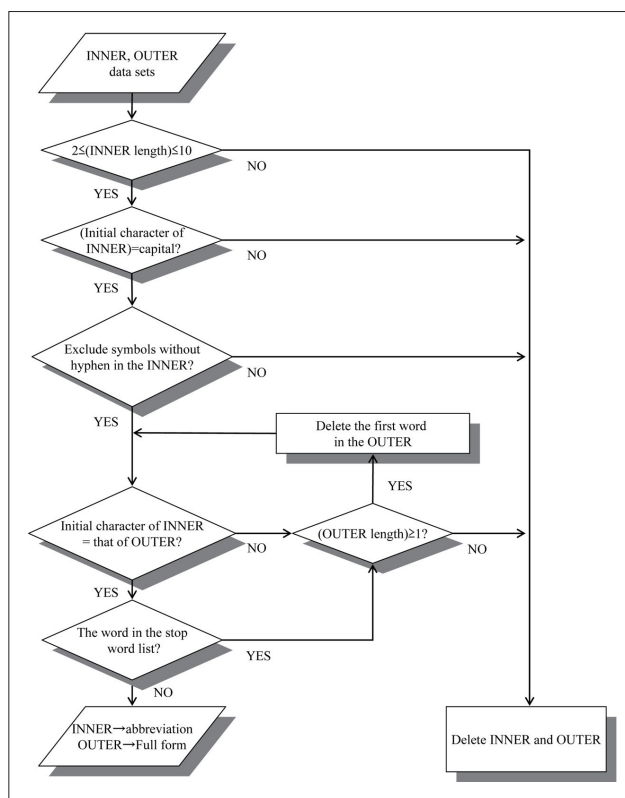 INNER, OUTER
data sets
2≤(INNER length)≤10
NO
YES
(Initial character of
INNER)=capital?
NO
YES
Exclude symbols without
hyphen in the INNER?
NO
YES
Delete the first word
in the OUTER
YES
Initial character of INNER
= that of OUTER?
NO
(OUTER length)≥1?
NO
YES
The word in the stop
word list?
YES
NO
INNER→abbreviation
OUTER→Full form
Delete INNER and OUTER